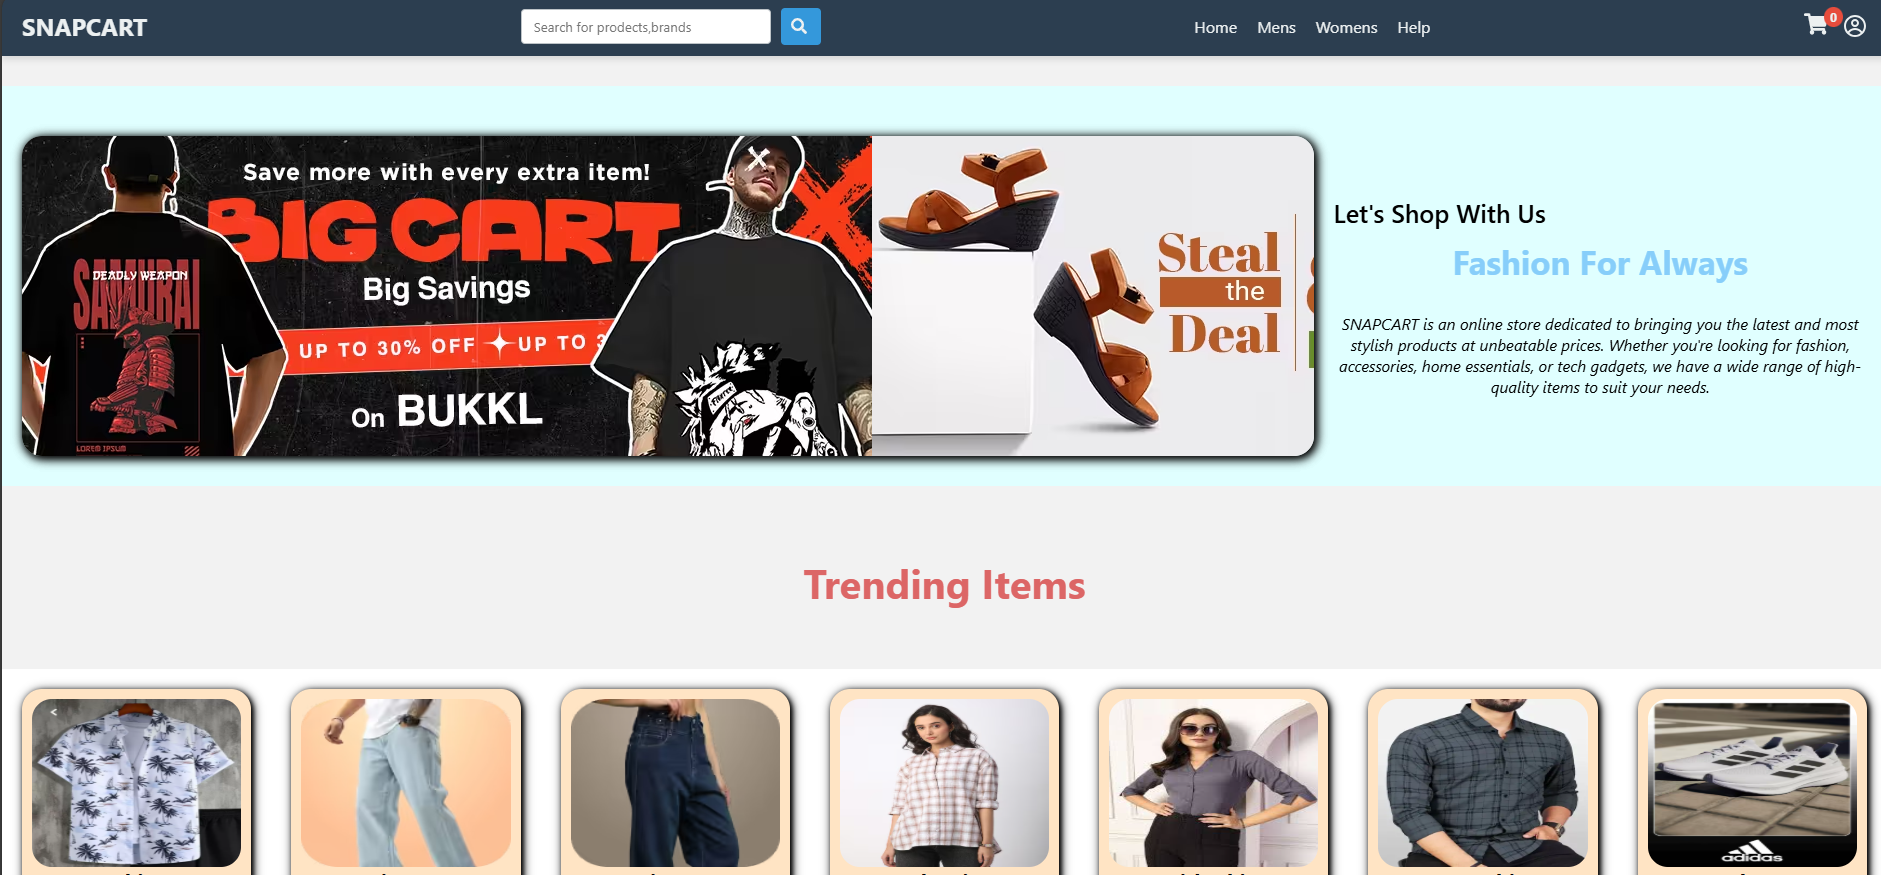 SNAPCART
Search for prodects,brands
Home Mens Womens Help
0
Save more with every extra item!
BIG CART
Big Savings
UP TO 30% OFF UP TO 3
On BUKKL
DEADLY WEAPON
SAMURAI
LOREM IPSUM
Steal
the
Deal
Let's Shop With Us
Fashion For Always
SNAPCART is an online store dedicated to bringing you the latest and most
stylish products at unbeatable prices. Whether you're looking for fashion,
accessories, home essentials, or tech gadgets, we have a wide range of high-
quality items to suit your needs.
Trending Items
<
adidas